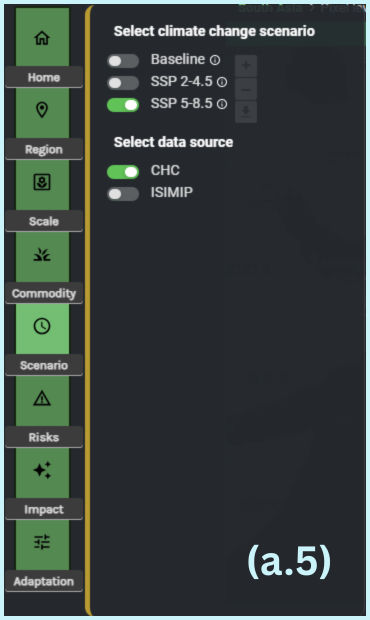 Home
Region
Scale
Commodity
Scenario
Risks
Impact
Adaptation
Select climate change scenario
Baseline
SSP 2-4.5
SSP 5-8.5
Select data source
CHC
ISIMIP
(a.5)